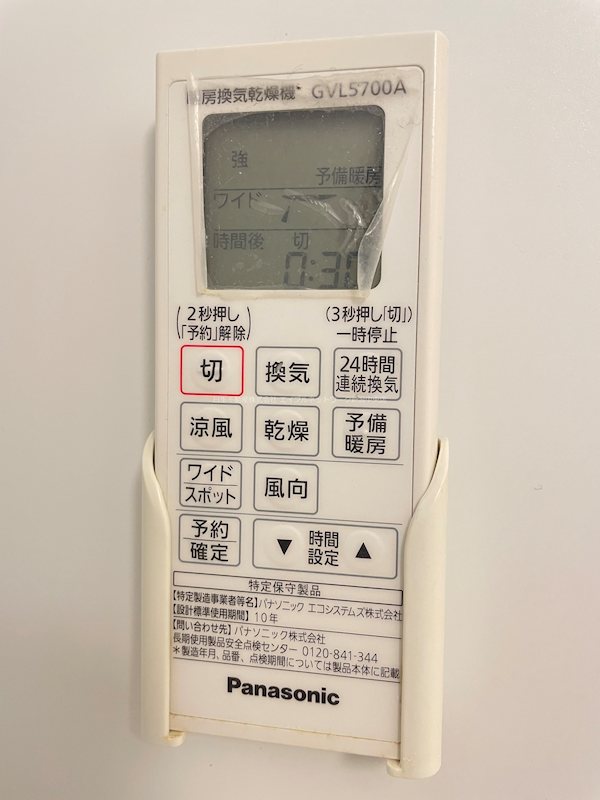 房換気乾燥機 GVL5700A
強
予備暖房
ワイド
時間後 切
0:30
(2秒押し「予約」解除)
(3秒押し「切」)一時停止
切 換気 24時間連続換気
涼風 乾燥 予備暖房
ワイド
スポット
風向
予約
確定
▼ 時間設定 ▲
特定保守製品
【特定製造事業者等名】パナソニック エコシステムズ株式会社
【設計標準使用期間】10年
【問い合わせ先】パナソニック株式会社
長期使用製品安全点検センター 0120-841-344
*製造年月、品番、点検期間については製品本体に記載
Panasonic